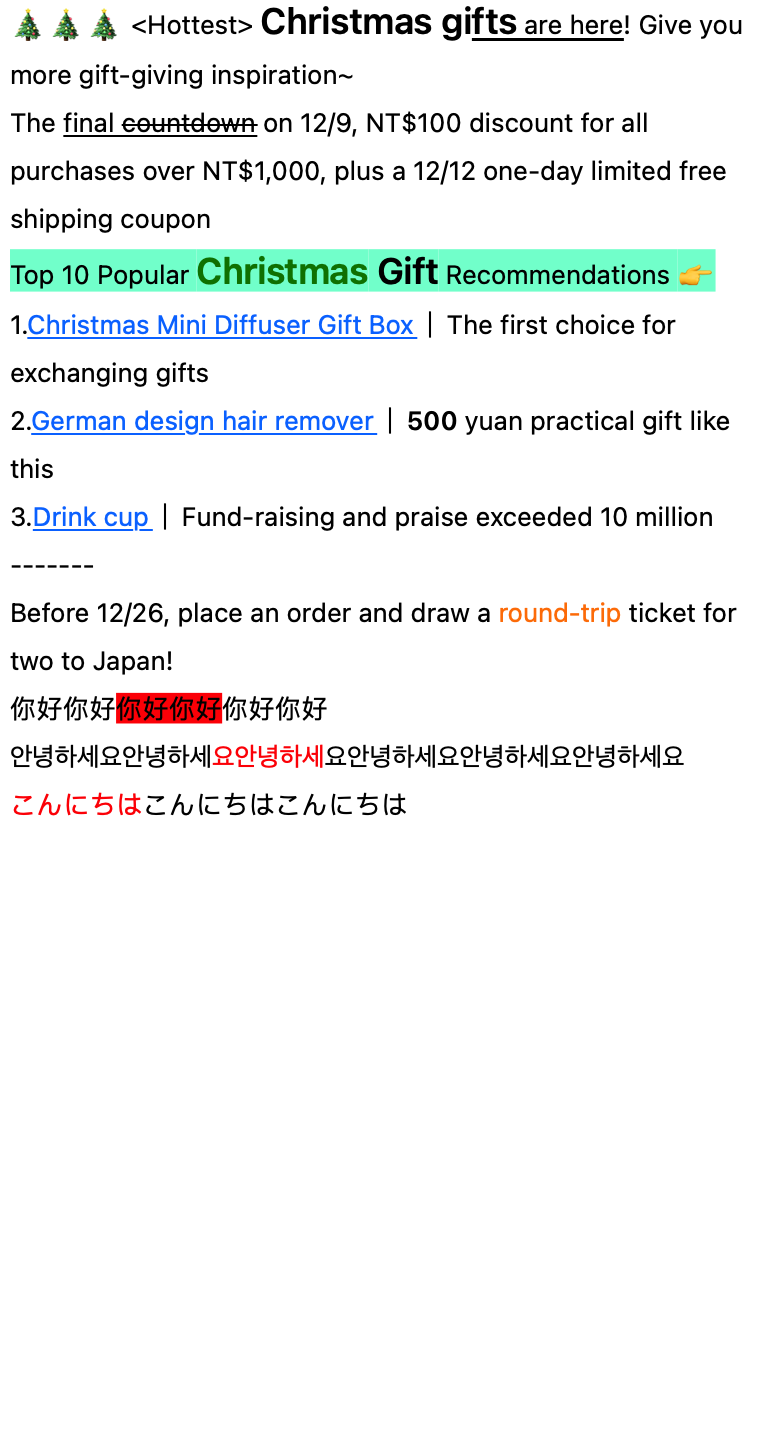 🎄🎄🎄 <Hottest> Christmas gifts are here! Give you
more gift-giving inspiration~
The final countdown on 12/9, NT$100 discount for all
purchases over NT$1,000, plus a 12/12 one-day limited free
shipping coupon
Top 10 Popular Christmas Gift Recommendations 👉
1.Christmas Mini Diffuser Gift Box｜The first choice for
exchanging gifts
2.German design hair remover｜500 yuan practical gift like
this
3.Drink cup｜Fund-raising and praise exceeded 10 million
-------
Before 12/26, place an order and draw a round-trip ticket for
two to Japan!
你好你好你好你好你好你好
안녕하세요안녕하세요안녕하세요안녕하세요안녕하세요안녕하세요
こんにちはこんにちはこんにちは